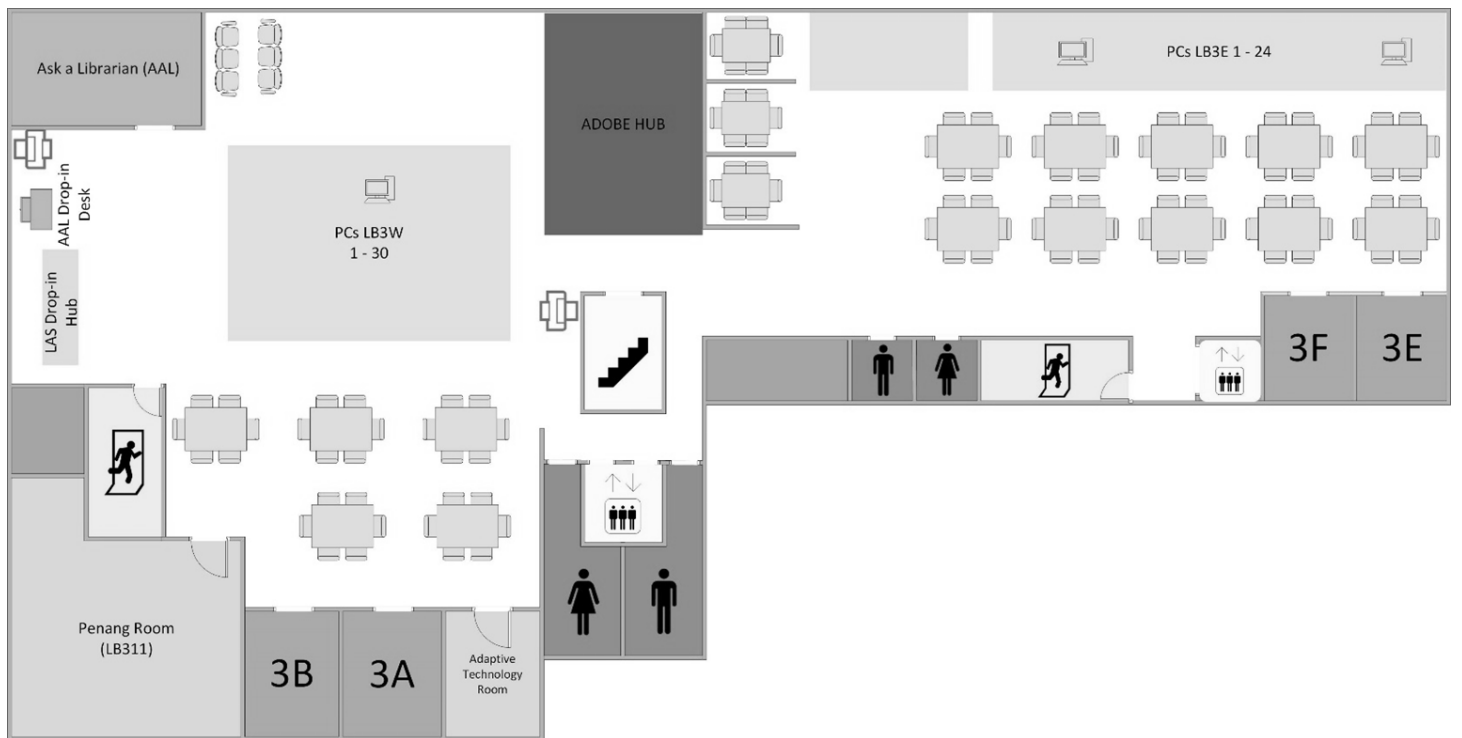 Ask a Librarian (AAL)
ADOBE HUB
PCs LB3E 1 - 24
AAL Drop-in
Desk
PCs LB3W
1 - 30
LAS Drop-in
Hub
3F
3E
Penang Room
(LB311)
3B
3A
Adaptive
Technology
Room